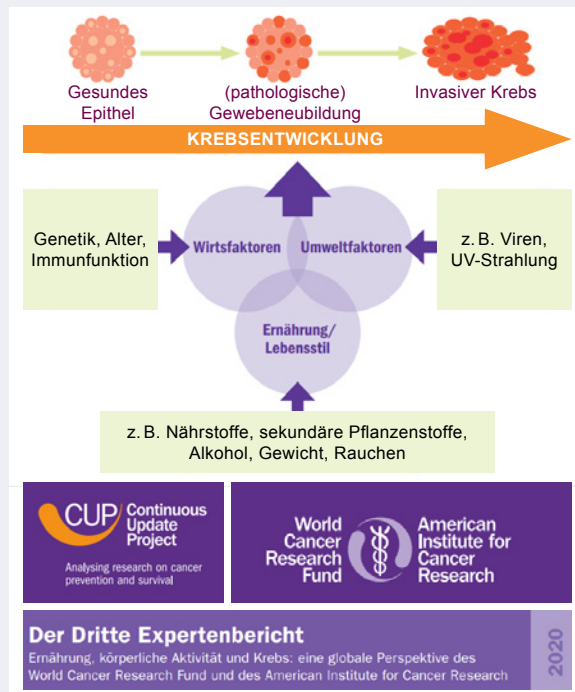 Gesundes
Epithel
(pathologische)
Gewebeneubildung
Invasiver Krebs
KREBSENTWICKLUNG
Genetik, Alter,
Immunfunktion
Wirtsfaktoren
Umweltfaktoren
z. B. Viren,
UV-Strahlung
Ernährung/
Lebensstil
z. B. Nährstoffe, sekundäre Pflanzenstoffe,
Alkohol, Gewicht, Rauchen
CUP
Continuous
Update
Project
Analysing research on cancer
prevention and survival
World
Cancer
Research
Fund
American
Institute for
Cancer
Research
Der Dritte Expertenbericht
Ernährung, körperliche Aktivität und Krebs: eine globale Perspektive des
World Cancer Research Fund und des American Institute for Cancer Research
2020